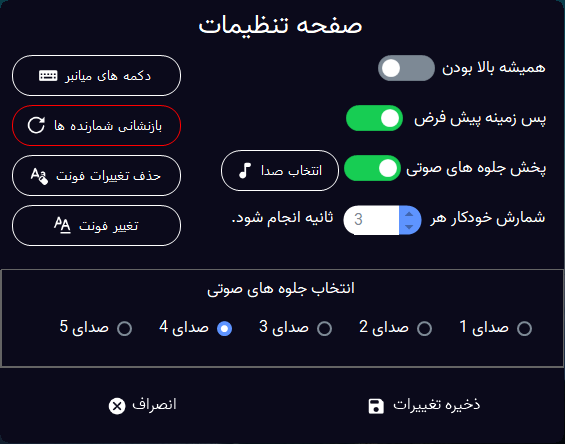 صفحه تنظیمات
همیشه بالا بودن
دکمه های میانبر
پس زمینه پیش فرض
بازنشانی شمارنده ها
پخش جلوه های صوتی
انتخاب صدا
حذف تغییرات فونت
شمارش خودکار هر 3 ثانیه انجام شود.
تغییر فونت
انتخاب جلوه های صوتی
صدای 1 صدای 2 صدای 3 صدای 4 صدای 5
ذخیره تغییرات
انصراف